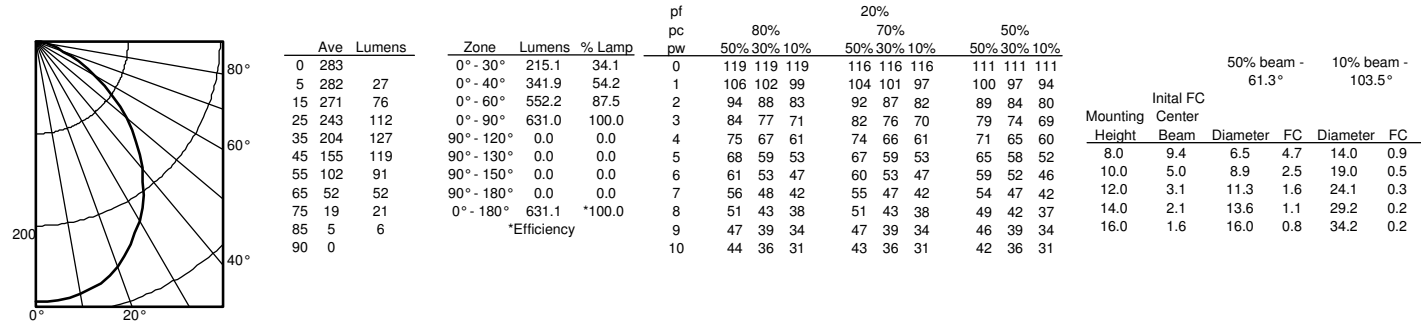 80°
60°
200
40°
0° 20°
Ave Lumens
0 283
5 282 27
15 271 76
25 243 112
35 204 127
45 155 119
55 102 91
65 52 52
75 19 21
85 5 6
90 0
Zone Lumens % Lamp
0° - 30° 215.1 34.1
0° - 40° 341.9 54.2
0° - 60° 552.2 87.5
0° - 90° 631.0 100.0
90° - 120° 0.0 0.0
90° - 130° 0.0 0.0
90° - 150° 0.0 0.0
90° - 180° 0.0 0.0
0° - 180° 631.1 *100.0
*Efficiency
pf 20%
pc 80% 70% 50%
pw 50% 30% 10% 50% 30% 10% 50% 30% 10%
0 119 119 119 116 116 116 111 111 111
1 106 102 99 104 101 97 100 97 94
2 94 88 83 92 87 82 89 84 80
3 84 77 71 82 76 70 79 74 69
4 75 67 61 74 66 61 71 65 60
5 68 59 53 67 59 53 65 58 52
6 61 53 47 60 53 47 59 52 46
7 56 48 42 55 47 42 54 47 42
8 51 43 38 51 43 38 49 42 37
9 47 39 34 47 39 34 46 39 34
10 44 36 31 43 36 31 42 36 31
50% beam - 10% beam -
61.3° 103.5°
Inital FC
Mounting Center
Height Beam Diameter FC Diameter FC
8.0 9.4 6.5 4.7 14.0 0.9
10.0 5.0 8.9 2.5 19.0 0.5
12.0 3.1 11.3 1.6 24.1 0.3
14.0 2.1 13.6 1.1 29.2 0.2
16.0 1.6 16.0 0.8 34.2 0.2